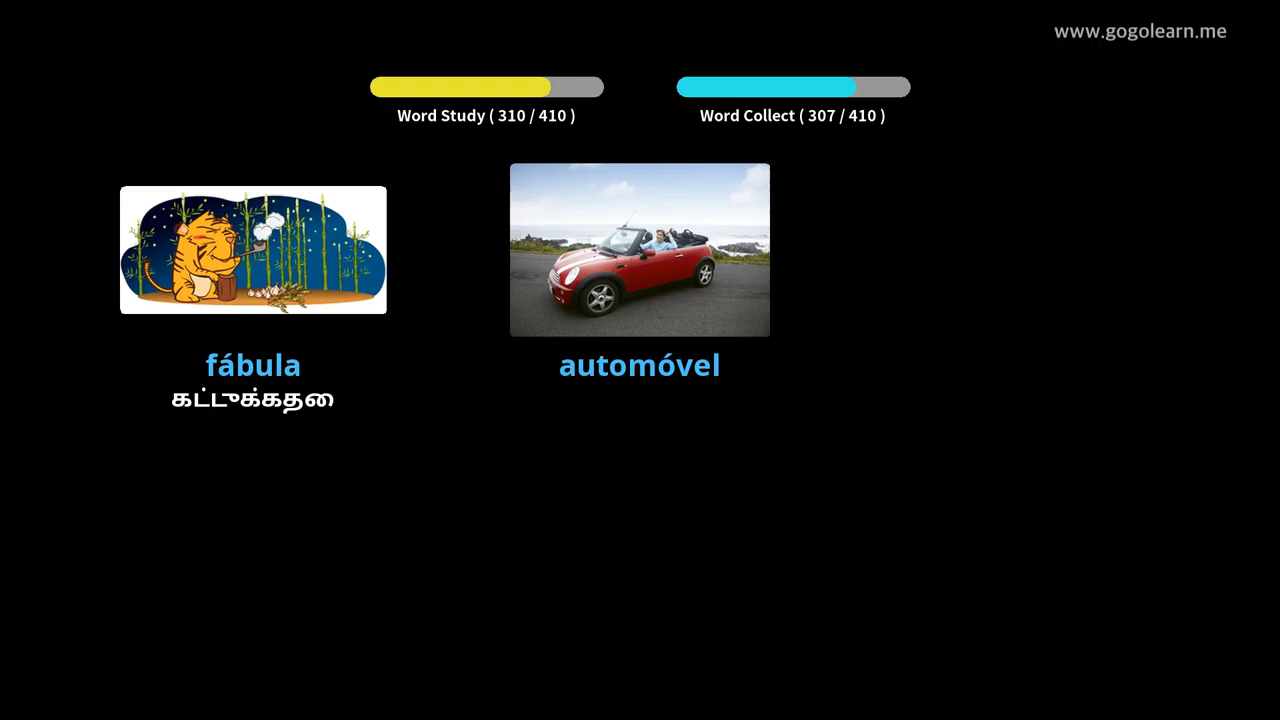 www.gogolearn.me
Word Study ( 310 / 410 )
Word Collect ( 307 / 410 )
fábula
கட்டுக்கதை
automóvel